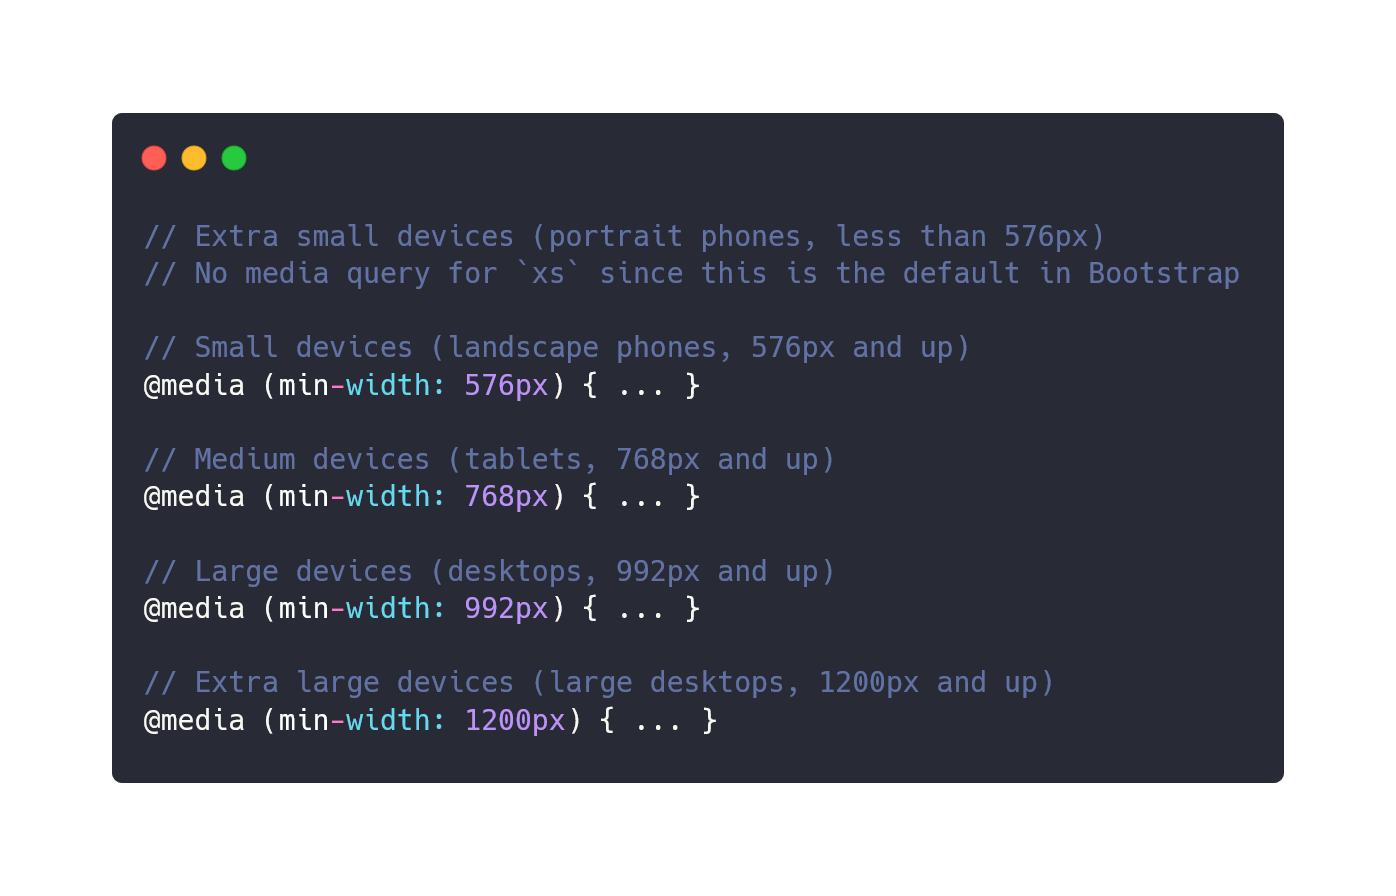 // Extra small devices (portrait phones, less than 576px)
// No media query for `xs` since this is the default in Bootstrap
// Small devices (landscape phones, 576px and up)
@media (min-width: 576px) { ... }
// Medium devices (tablets, 768px and up)
@media (min-width: 768px) { ... }
// Large devices (desktops, 992px and up)
@media (min-width: 992px) { ... }
// Extra large devices (large desktops, 1200px and up)
@media (min-width: 1200px) { ... }